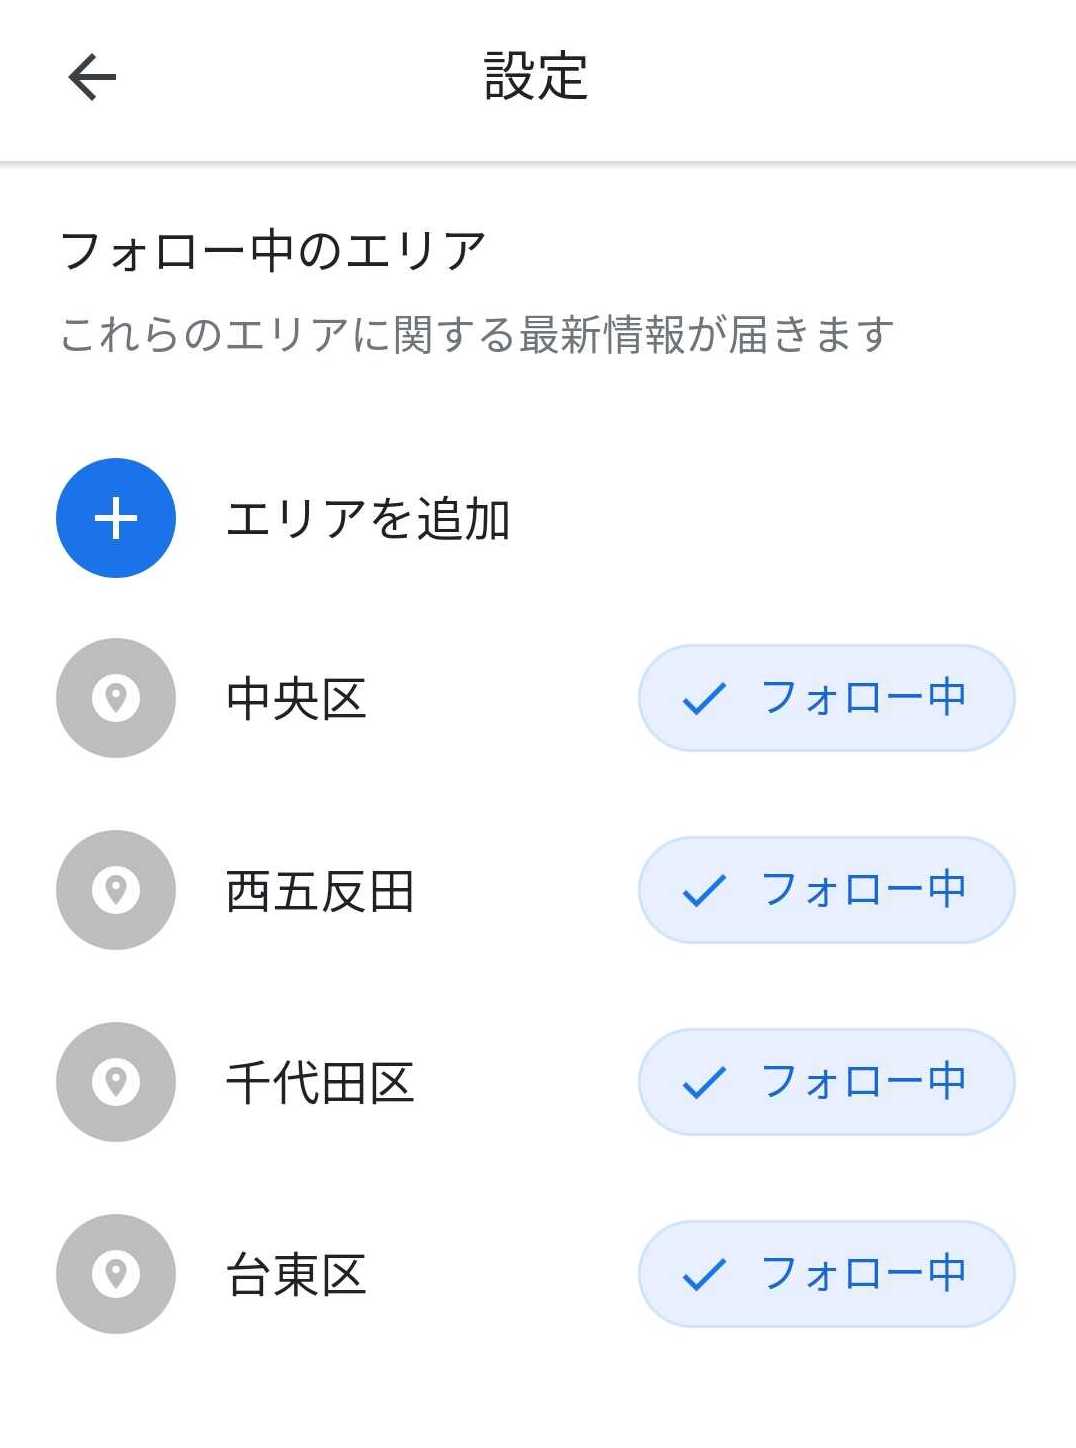 設定
フォロー中のエリア
これらのエリアに関する最新情報が届きます
エリアを追加
中央区 フォロー中
西五反田 フォロー中
千代田区 フォロー中
台東区 フォロー中